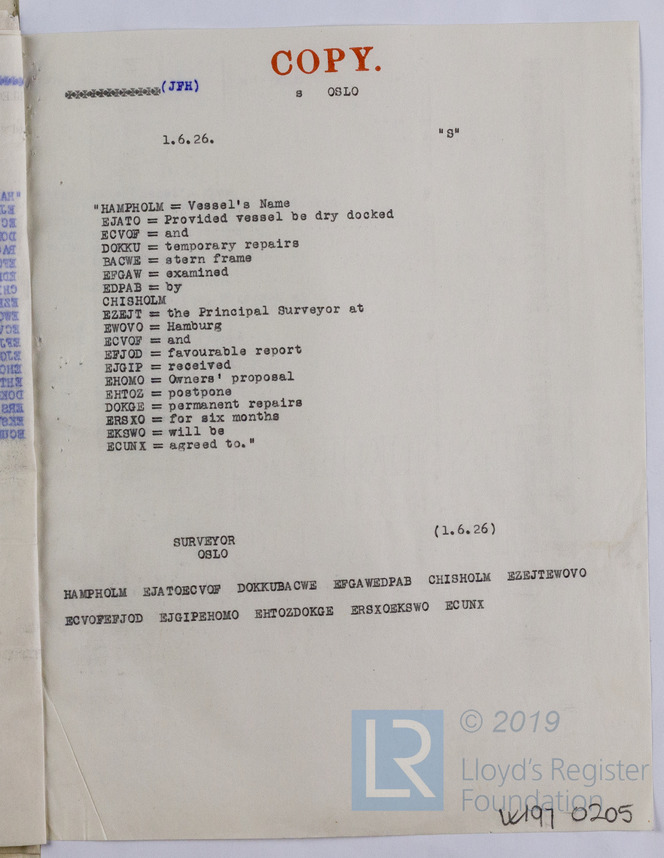 COPY.
(JFH)
s OSLO
1.6.26. "S"
"HAMPHOLM = Vessel's Name
EJATO = Provided vessel be dry docked
ECVOF = and
DOKKU = temporary repairs
BACWE = stern frame
EFGAW = examined
EDPAB = by
CHISHOLM
EZEJT = the Principal Surveyor at
EWOVO = Hamburg
ECVOF = and
EFJOD = favourable report
EJGIP = received
EHOMO = Owners' proposal
EHTOZ = postpone
DOKGE = permanent repairs
ERSXO = for six months
EKSWO = will be
ECUNX = agreed to."
(1.6.26)
SURVEYOR
OSLO
HAMPHOLM EJATOECVOF DOKKUBACWE EFGAWEDPAB CHISHOLM EZEJTEWOVO
ECVOFEFJOD EJGIPEHOMO EHTOZDOKGE ERSXOEKSWO ECUNX
LR
© 2019
Lloyd's Register
Foundation
W197 0205